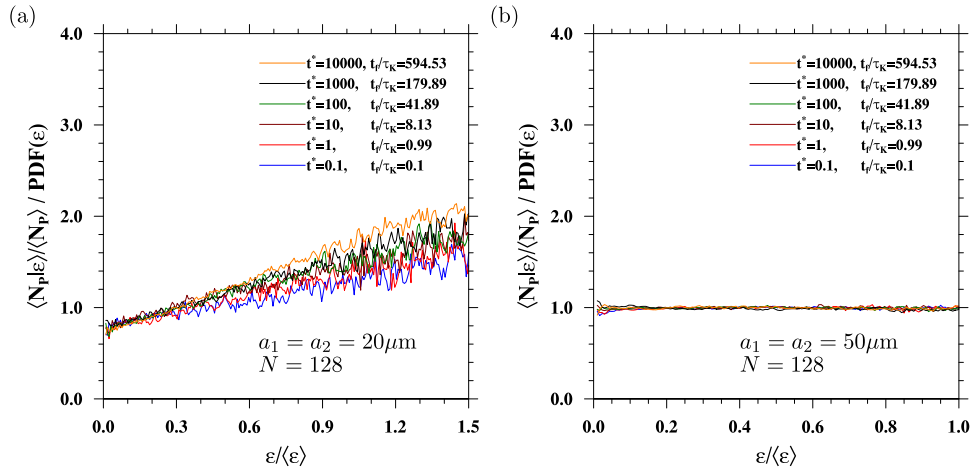 (a)
⟨N_P|ε⟩/⟨N_P⟩ / PDF(ε)
4.0
3.0
2.0
1.0
0.0
t*=10000, t_f/τ_K=594.53
t*=1000, t_f/τ_K=179.89
t*=100, t_f/τ_K=41.89
t*=10, t_f/τ_K=8.13
t*=1, t_f/τ_K=0.99
t*=0.1, t_f/τ_K=0.1
a_1 = a_2 = 20μm
N = 128
0.0 0.3 0.6 0.9 1.2 1.5
ε/⟨ε⟩
(b)
⟨N_P|ε⟩/⟨N_P⟩ / PDF(ε)
4.0
3.0
2.0
1.0
0.0
t*=10000, t_f/τ_K=594.53
t*=1000, t_f/τ_K=179.89
t*=100, t_f/τ_K=41.89
t*=10, t_f/τ_K=8.13
t*=1, t_f/τ_K=0.99
t*=0.1, t_f/τ_K=0.1
a_1 = a_2 = 50μm
N = 128
0.0 0.2 0.4 0.6 0.8 1.0
ε/⟨ε⟩